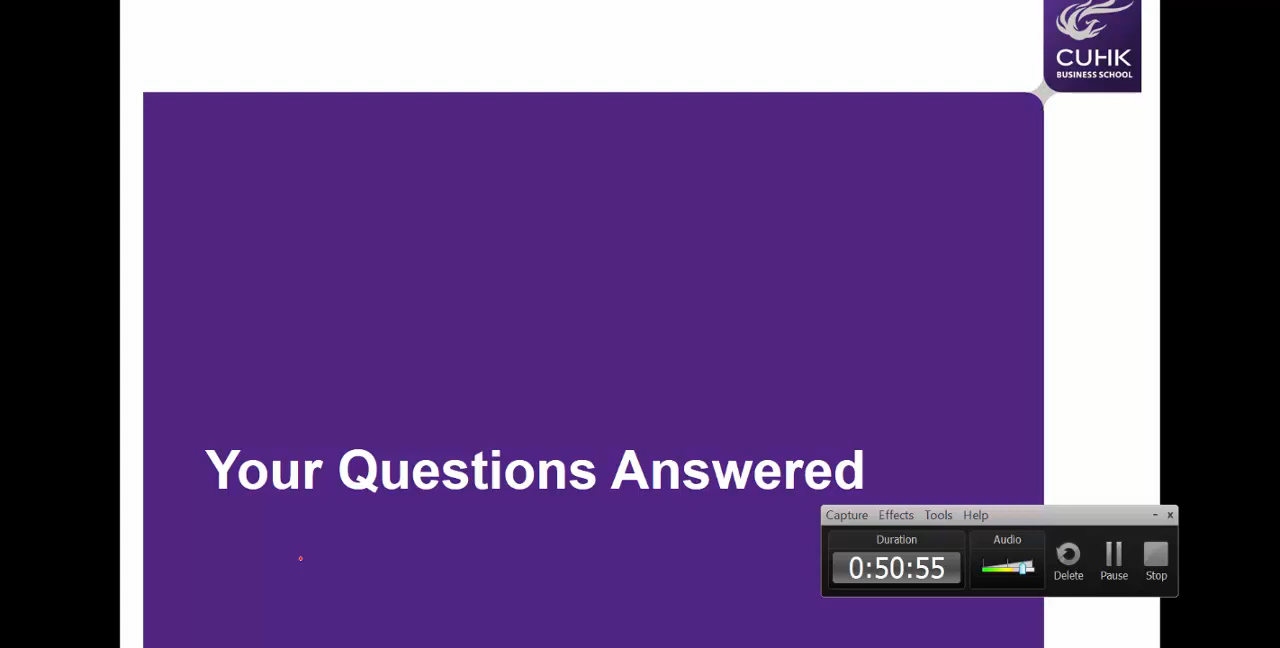 CUHK
BUSINESS SCHOOL
Your Questions Answered
Capture Effects Tools Help
Duration
Audio
0:50:55
Delete
Pause
Stop